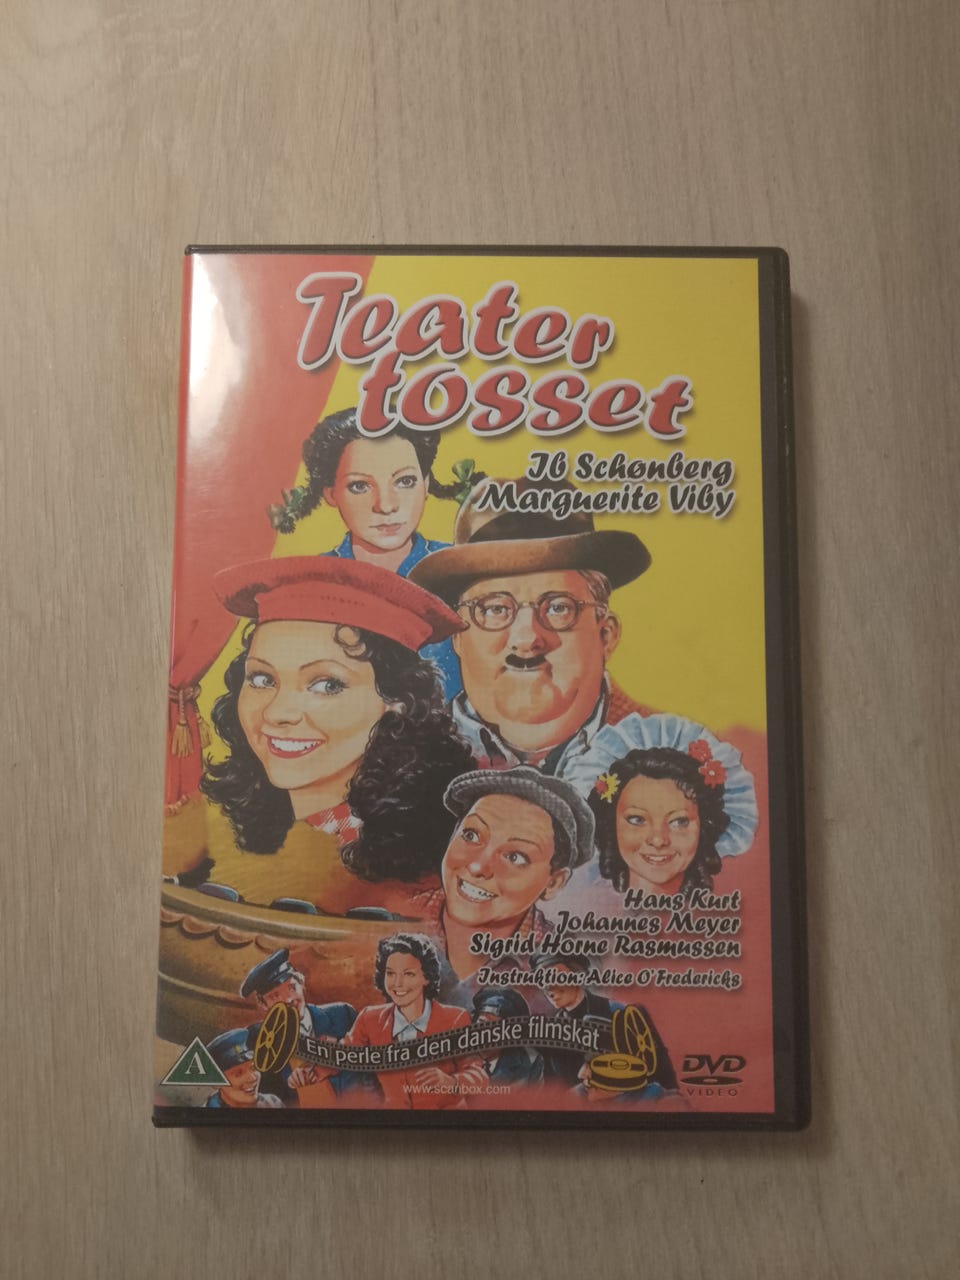 Teater
tosset
Ib Schønberg
Marguerite Viby
Hans Kurt
Johannes Meyer
Sigrid Horne Rasmussen
Instruktion: Alice O'Fredericks
En perle fra den danske filmskat
A
www.scanbox.com
DVD
VIDEO